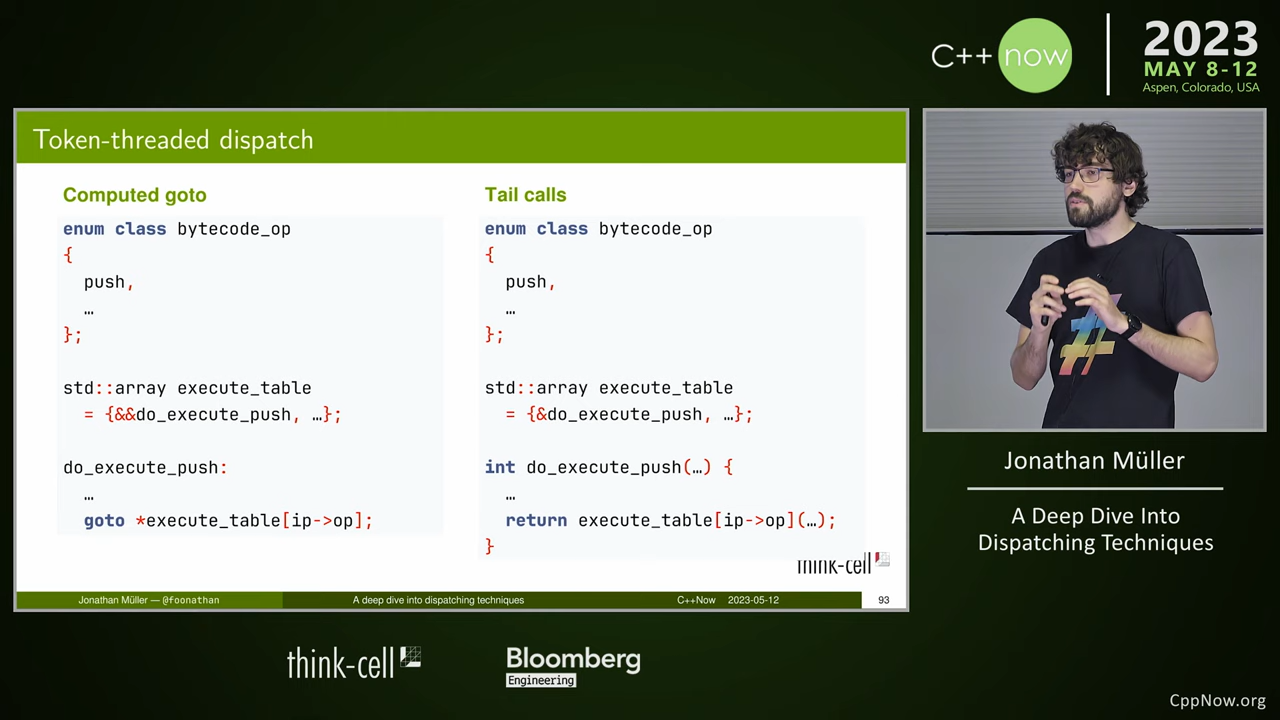 C++ now
2023
MAY 8-12
Aspen, Colorado, USA
Token-threaded dispatch
Computed goto
enum class bytecode_op
{
push,
…
};
std::array execute_table
= {&&do_execute_push, …};
do_execute_push:
…
goto *execute_table[ip->op];
Tail calls
enum class bytecode_op
{
push,
…
};
std::array execute_table
= {&do_execute_push, …};
int do_execute_push(…) {
…
return execute_table[ip->op](…);
}
think-cell
Jonathan Müller — @foonathan
A deep dive into dispatching techniques
C++Now 2023-05-12
93
#
Jonathan Müller
A Deep Dive Into
Dispatching Techniques
think-cell
Bloomberg
Engineering
CppNow.org